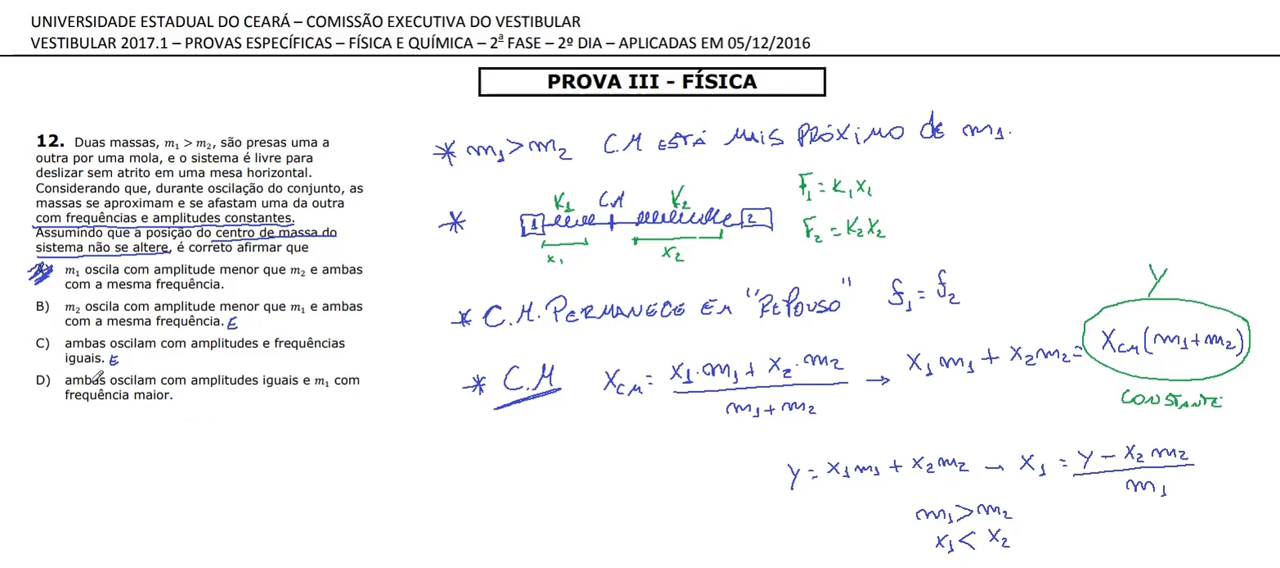 UNIVERSIDADE ESTADUAL DO CEARÁ – COMISSÃO EXECUTIVA DO VESTIBULAR
VESTIBULAR 2017.1 – PROVAS ESPECÍFICAS – FÍSICA E QUÍMICA – 2ª FASE – 2º DIA – APLICADAS EM 05/12/2016
PROVA III - FÍSICA
12. Duas massas, m₁ > m₂, são presas uma a
outra por uma mola, e o sistema é livre para
deslizar sem atrito em uma mesa horizontal.
Considerando que, durante oscilação do conjunto, as
massas se aproximam e se afastam uma da outra
com frequências e amplitudes constantes.
Assumindo que a posição do centro de massa do
sistema não se altere, é correto afirmar que
m₁ oscila com amplitude menor que m₂ e ambas
com a mesma frequência.
B) m₂ oscila com amplitude menor que m₁ e ambas
com a mesma frequência. E
C) ambas oscilam com amplitudes e frequências
iguais. E
D) ambas oscilam com amplitudes iguais e m₁ com
frequência maior.
* m₁ > m₂ C.M ESTÁ MAIS PRÓXIMO DE m₁.
K₁ CM K₂
* 1 2
x₁ x₂
F₁ = K₁X₁
F₂ = K₂X₂
* C.M. PERMANECE EM "REPOUSO" f₁ = f₂
Y
* C.M X_CM = X₁·m₁ + X₂·m₂ / m₁ + m₂ → X₁m₁ + X₂m₂ = X_CM(m₁+m₂)
CONSTANTE
Y = X₁m₁ + X₂m₂ → X₁ = Y – X₂m₂ / m₁
m₁ > m₂
X₁ < X₂